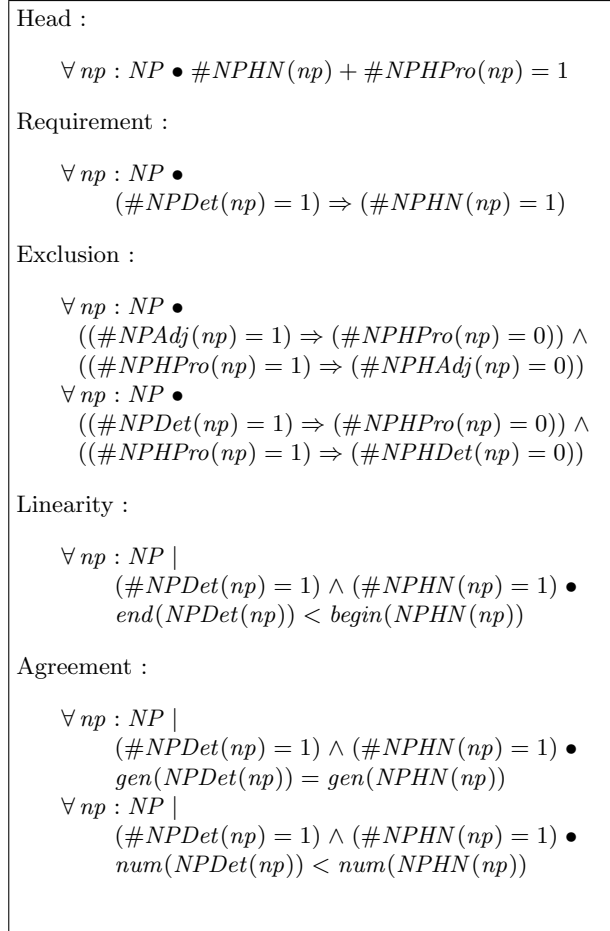 Head :
∀ np : NP • #NPHN(np) + #NPHPro(np) = 1
Requirement :
∀ np : NP •
(#NPDet(np) = 1) ⇒ (#NPHN(np) = 1)
Exclusion :
∀ np : NP •
((#NPAdj(np) = 1) ⇒ (#NPHPro(np) = 0)) ∧
((#NPHPro(np) = 1) ⇒ (#NPHAdj(np) = 0))
∀ np : NP •
((#NPDet(np) = 1) ⇒ (#NPHPro(np) = 0)) ∧
((#NPHPro(np) = 1) ⇒ (#NPHDet(np) = 0))
Linearity :
∀ np : NP |
(#NPDet(np) = 1) ∧ (#NPHN(np) = 1) •
end(NPDet(np)) < begin(NPHN(np))
Agreement :
∀ np : NP |
(#NPDet(np) = 1) ∧ (#NPHN(np) = 1) •
gen(NPDet(np)) = gen(NPHN(np))
∀ np : NP |
(#NPDet(np) = 1) ∧ (#NPHN(np) = 1) •
num(NPDet(np)) < num(NPHN(np))